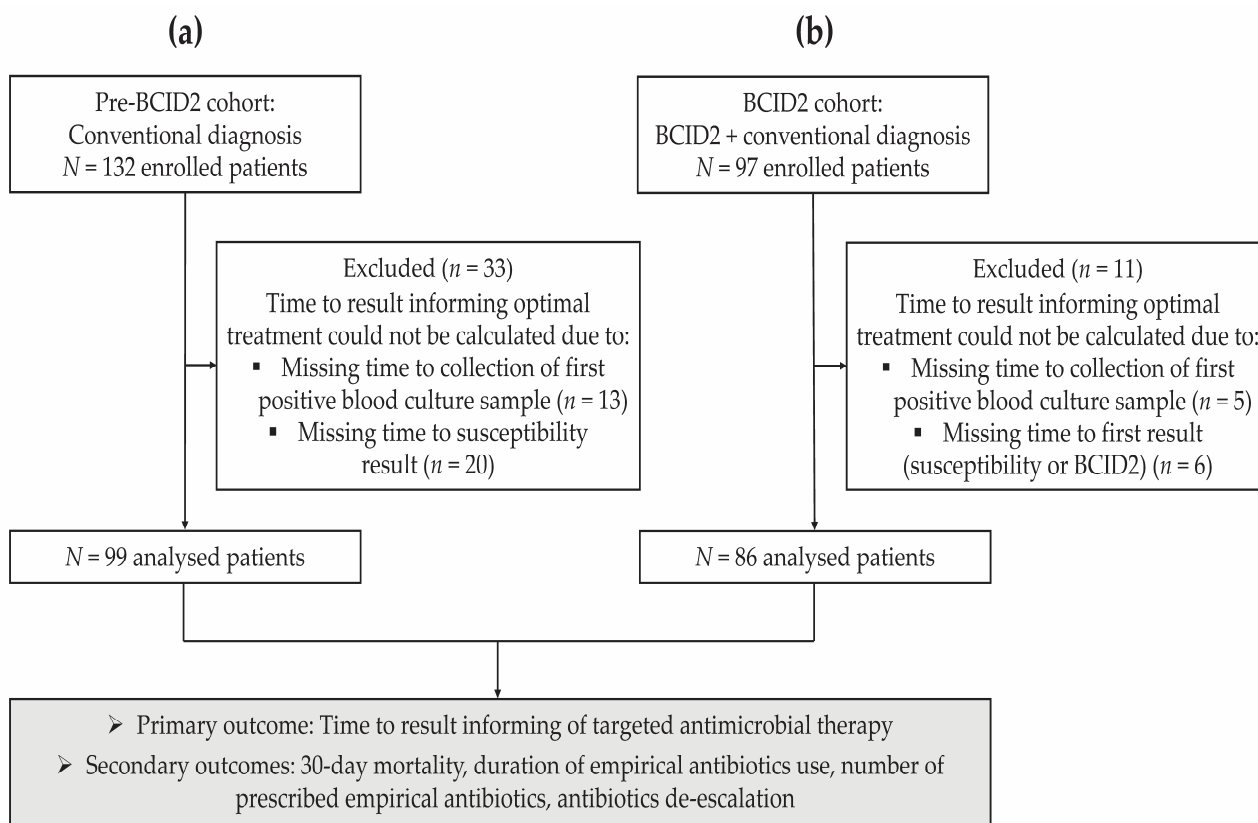 (a)
Pre-BCID2 cohort:
Conventional diagnosis
N = 132 enrolled patients
Excluded (n = 33)
Time to result informing optimal
treatment could not be calculated due to:
▪ Missing time to collection of first
positive blood culture sample (n = 13)
▪ Missing time to susceptibility
result (n = 20)
N = 99 analysed patients
(b)
BCID2 cohort:
BCID2 + conventional diagnosis
N = 97 enrolled patients
Excluded (n = 11)
Time to result informing optimal
treatment could not be calculated due to:
▪ Missing time to collection of first
positive blood culture sample (n = 5)
▪ Missing time to first result
(susceptibility or BCID2) (n = 6)
N = 86 analysed patients
➢ Primary outcome: Time to result informing of targeted antimicrobial therapy
➢ Secondary outcomes: 30-day mortality, duration of empirical antibiotics use, number of
prescribed empirical antibiotics, antibiotics de-escalation